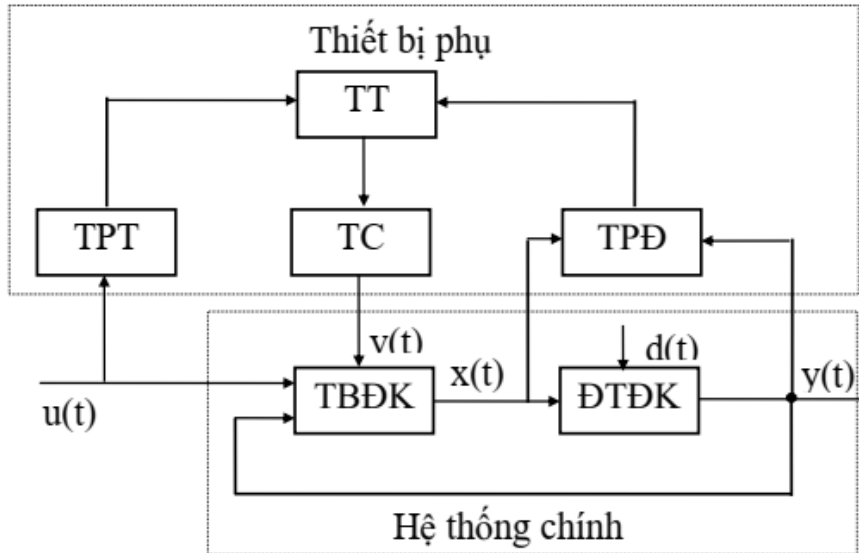 Thiết bị phụ
TT
TPT
TC
TPĐ
v(t)
d(t)
u(t)
TBĐK
x(t)
ĐTĐK
y(t)
Hệ thống chính